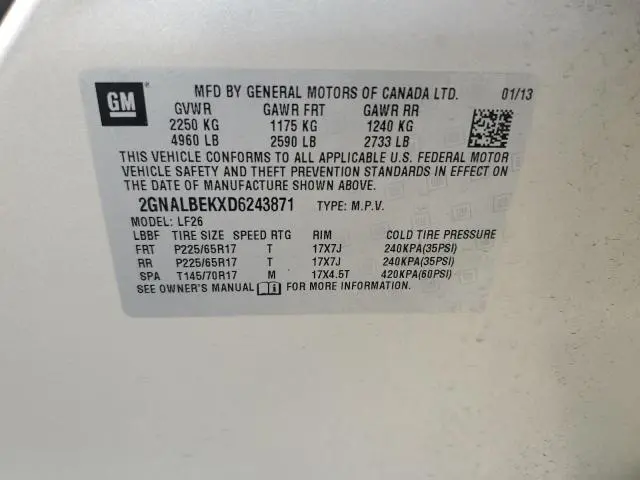 GM
MFD BY GENERAL MOTORS OF CANADA LTD. 01/13
GVWR GAWR FRT GAWR RR
2250 KG 1175 KG 1240 KG
4960 LB 2590 LB 2733 LB
THIS VEHICLE CONFORMS TO ALL APPLICABLE U.S. FEDERAL MOTOR
VEHICLE SAFETY AND THEFT PREVENTION STANDARDS IN EFFECT ON
THE DATE OF MANUFACTURE SHOWN ABOVE.
2GNALBEKXD6243871 TYPE: M.P.V.
MODEL: LF26
LBBF TIRE SIZE SPEED RTG RIM COLD TIRE PRESSURE
FRT P225/65R17 T 17X7J 240KPA(35PSI)
RR P225/65R17 T 17X7J 240KPA(35PSI)
SPA T145/70R17 M 17X4.5T 420KPA(60PSI)
SEE OWNER'S MANUAL FOR MORE INFORMATION.